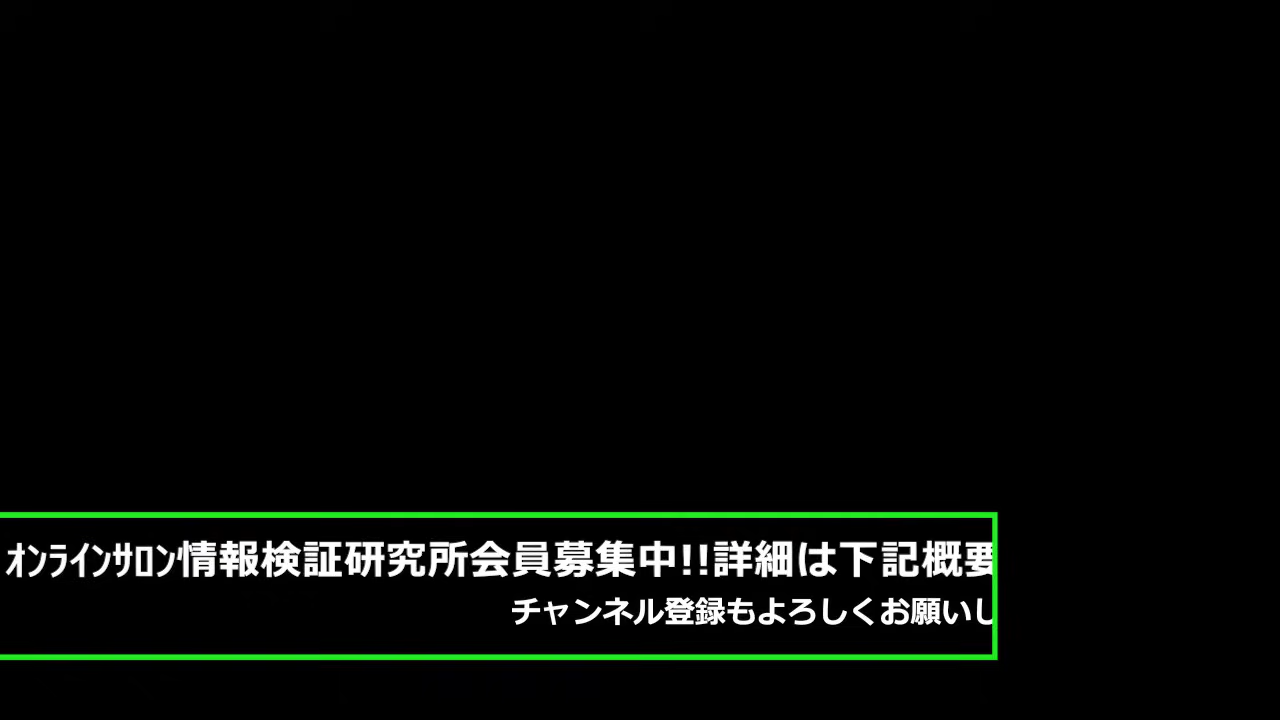 オンラインサロン情報検証研究所会員募集中!!詳細は下記概要
チャンネル登録もよろしくお願いし